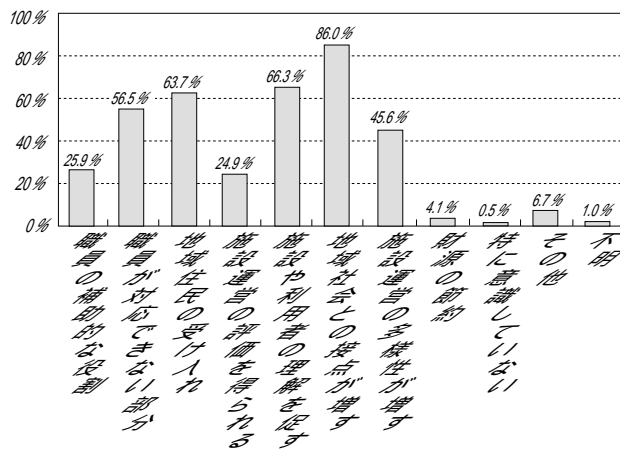 100%
80%
60%
40%
20%
0%
25.9%
56.5%
63.7%
24.9%
66.3%
86.0%
45.6%
4.1%
0.5%
6.7%
1.0%
職員の補助的な役割
職員が対応できない部分
地域住民の受け入れ
施設運営の評価を得られる
施設や利用者の理解を促す
地域社会との接点が増す
施設運営の多様性が増す
財源の節約
特に意識していない
その他
不明